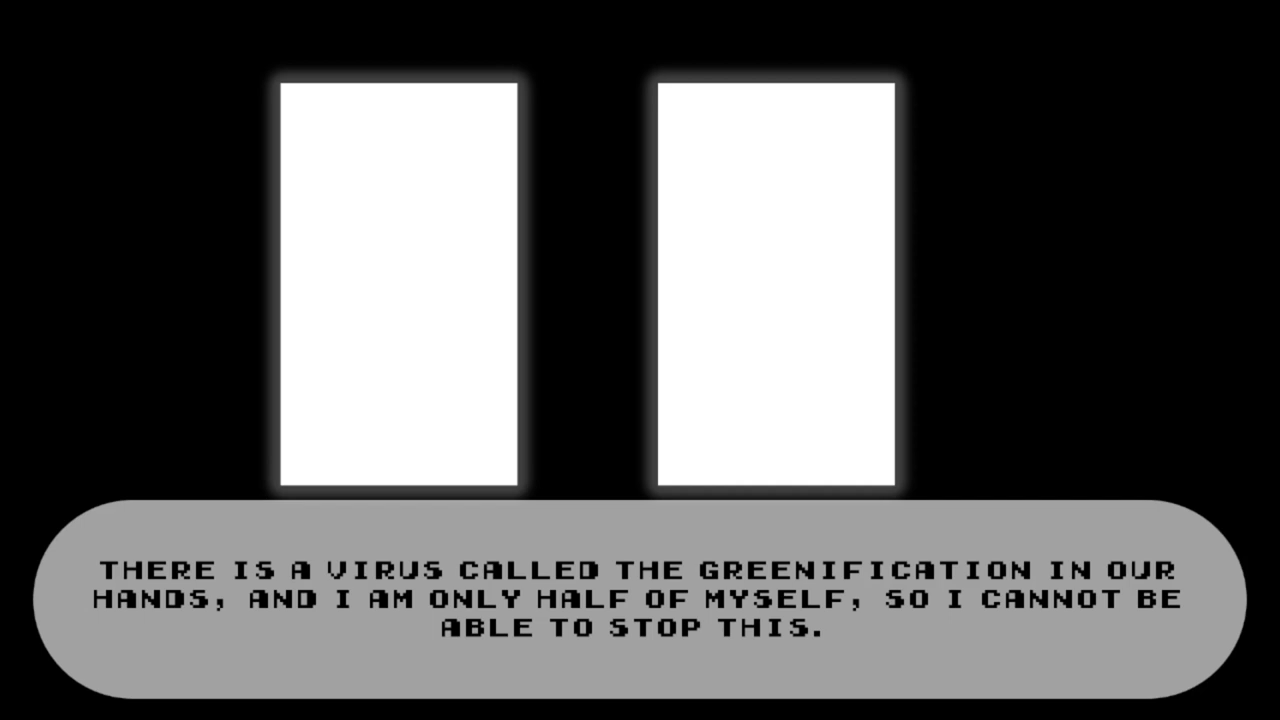 THERE IS A VIRUS CALLED THE GREENIFICATION IN OUR
HANDS, AND I AM ONLY HALF OF MYSELF, SO I CANNOT BE
ABLE TO STOP THIS.